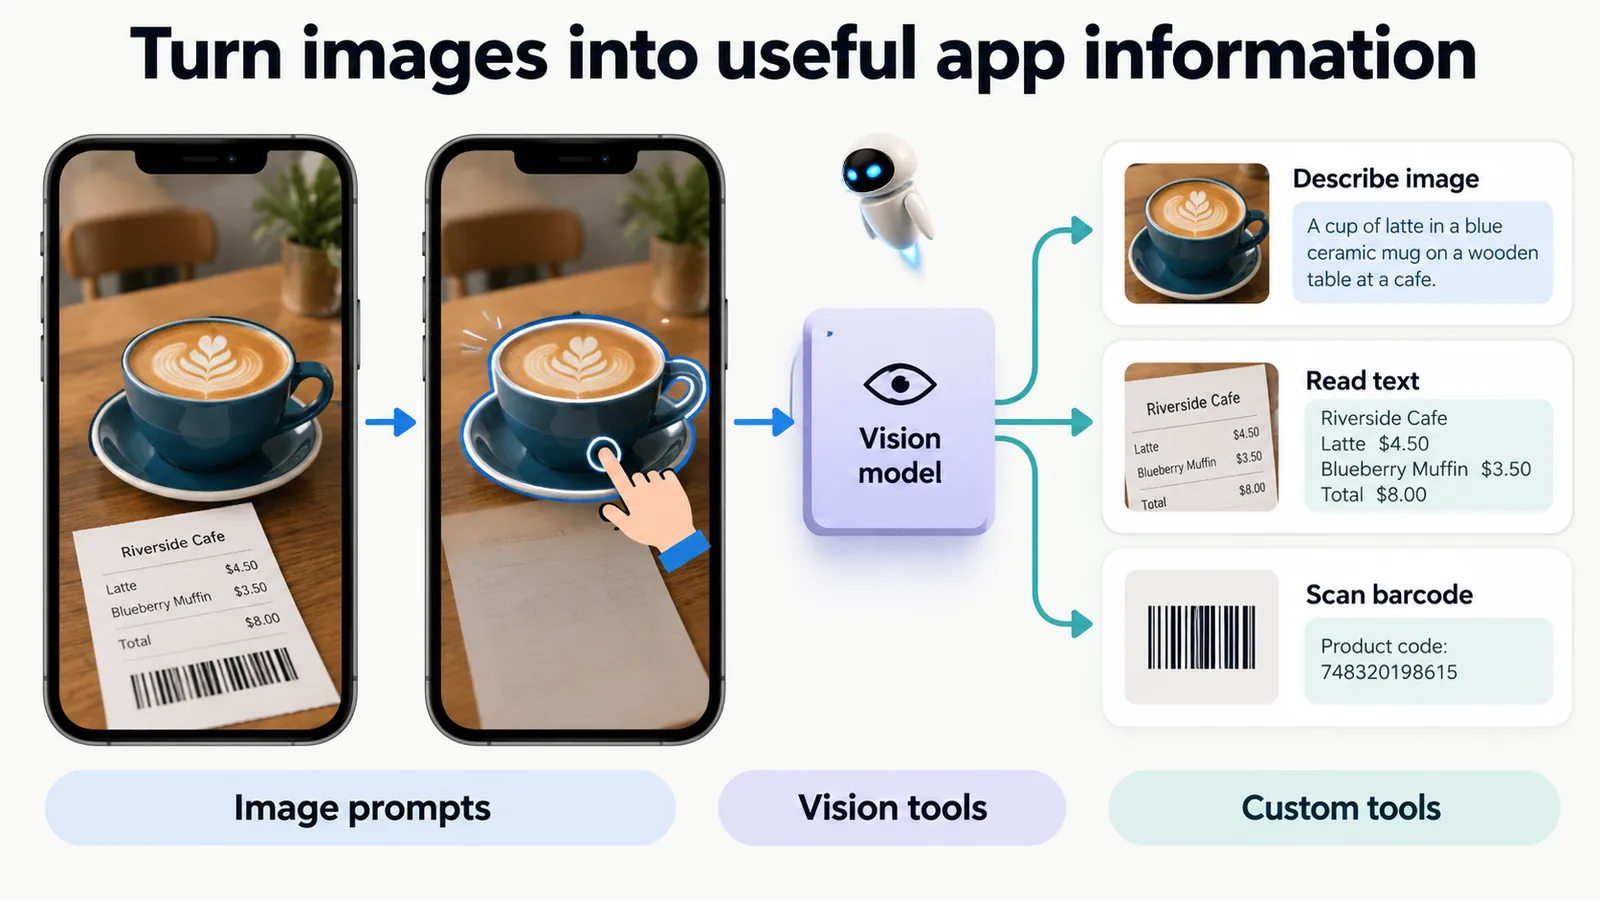 Turn images into useful app information
Riverside Cafe
Latte $4.50
Blueberry Muffin $3.50
Total $8.00
Vision
model
Describe image
A cup of latte in a blue
ceramic mug on a wooden
table at a cafe.
Riverside Cafe
Latte $4.50
Blueberry Muffin $3.50
Total $8.00
Read text
Riverside Cafe
Latte $4.50
Blueberry Muffin $3.50
Total $8.00
Scan barcode
Product code:
748320198615
Image prompts
Vision tools
Custom tools